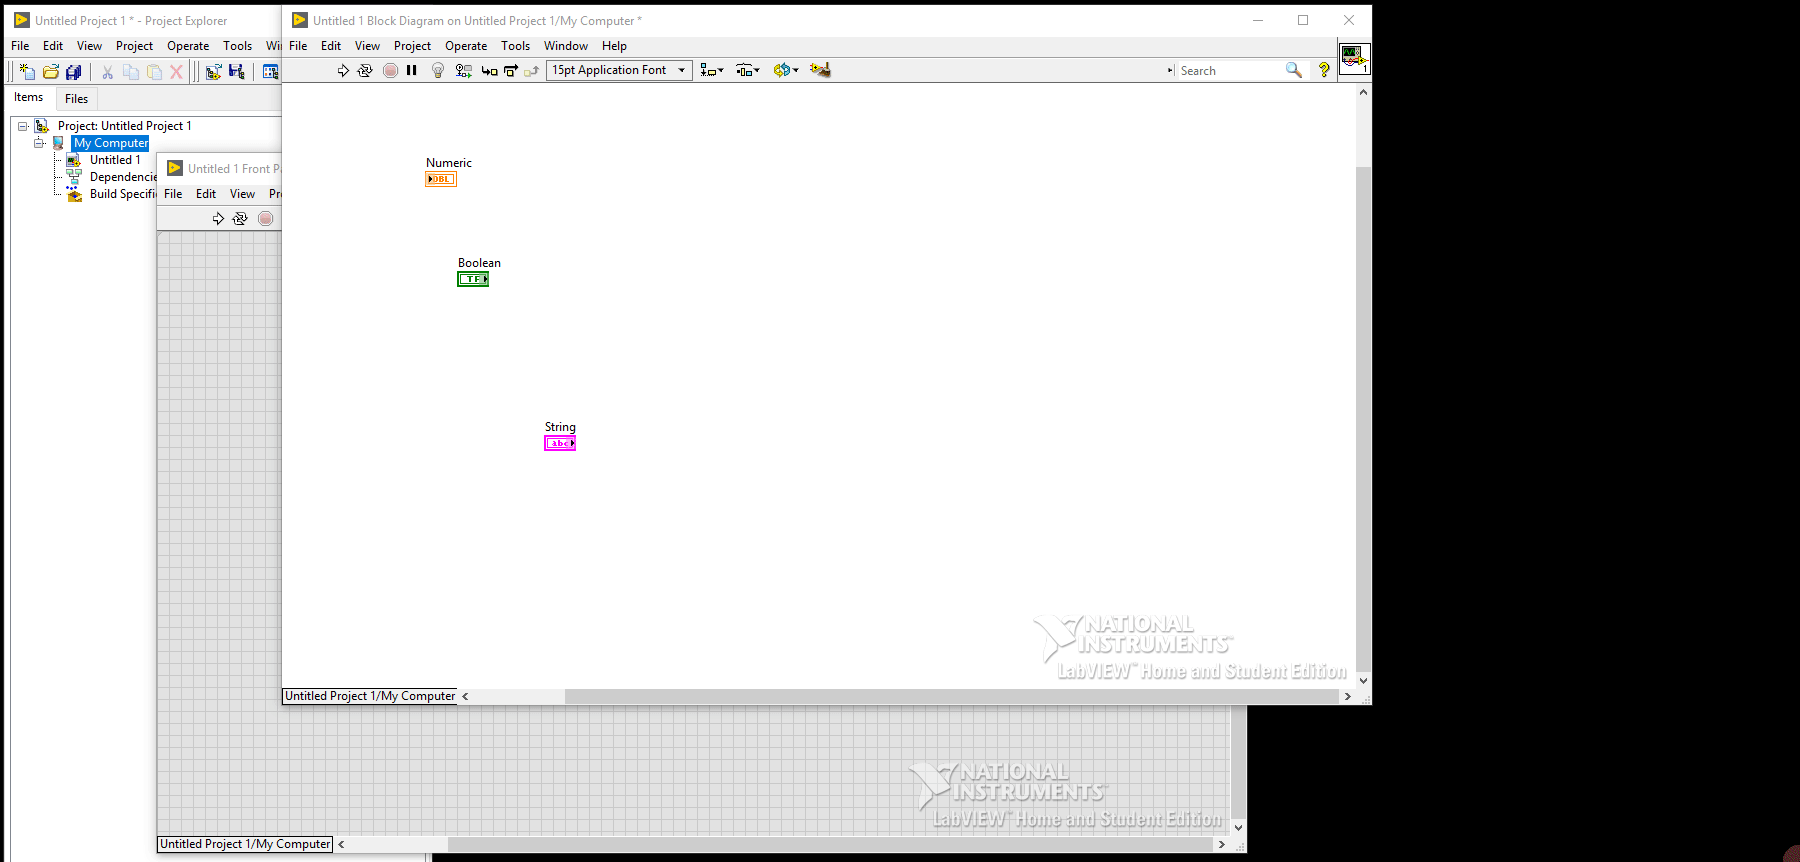 Untitled Project 1 * - Project Explorer
File Edit View Project Operate Tools Wi
Items Files
Project: Untitled Project 1
My Computer
Untitled 1
Dependencie
Build Specifi
Untitled 1 Front Pa
File Edit View Pr
Untitled 1 Block Diagram on Untitled Project 1/My Computer *
File Edit View Project Operate Tools Window Help
15pt Application Font
Search
?
1
Numeric
DBL
Boolean
TF
String
abc
NATIONAL
INSTRUMENTS™
LabVIEW™ Home and Student Edition
Untitled Project 1/My Computer
NATIONAL
INSTRUMENTS™
LabVIEW™ Home and Student Edition
Untitled Project 1/My Computer